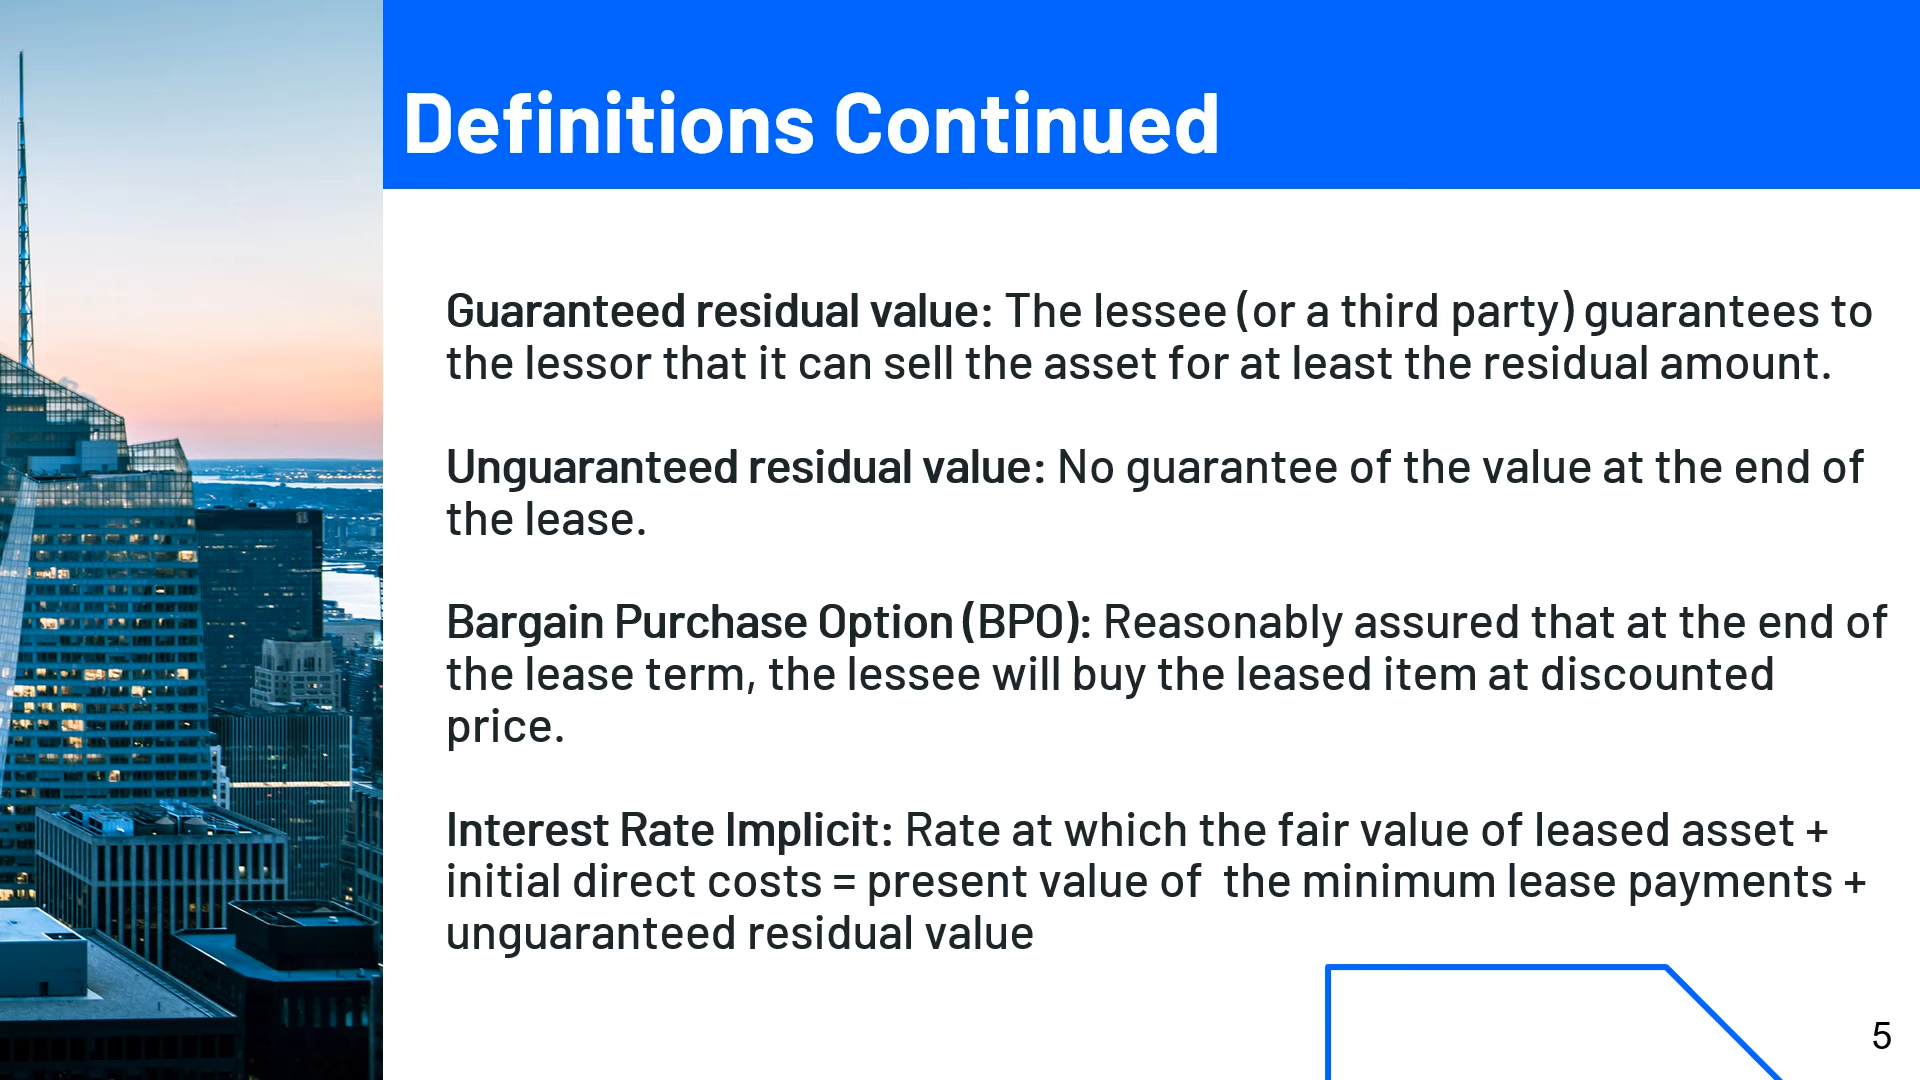 Definitions Continued
Guaranteed residual value: The lessee (or a third party) guarantees to
the lessor that it can sell the asset for at least the residual amount.
Unguaranteed residual value: No guarantee of the value at the end of
the lease.
Bargain Purchase Option (BPO): Reasonably assured that at the end of
the lease term, the lessee will buy the leased item at discounted
price.
Interest Rate Implicit: Rate at which the fair value of leased asset +
initial direct costs = present value of  the minimum lease payments +
unguaranteed residual value
5